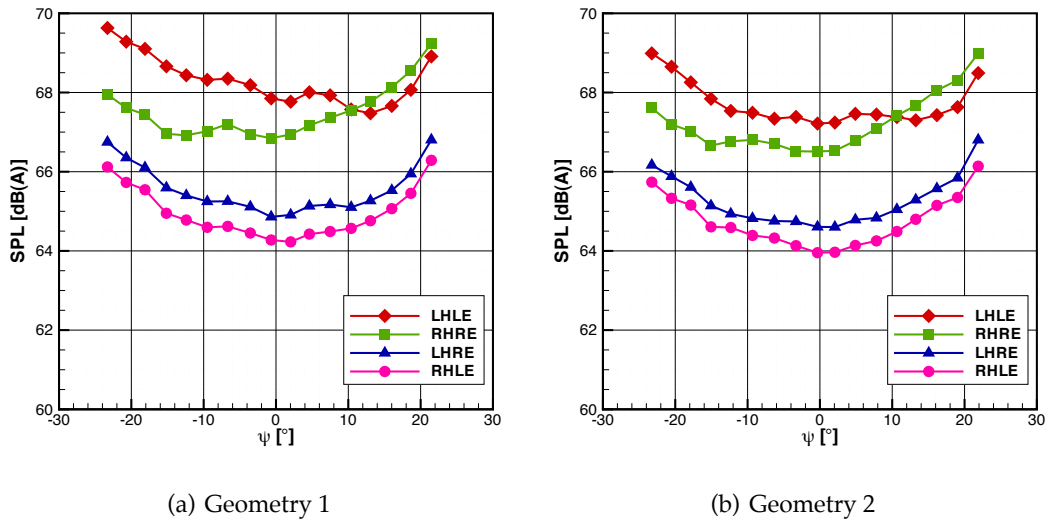 SPL [dB(A)]
70
68
66
64
62
60
-30
-20
-10
0
10
20
30
ψ [°]
LHLE
RHRE
LHRE
RHLE
(a) Geometry 1
SPL [dB(A)]
70
68
66
64
62
60
-30
-20
-10
0
10
20
30
ψ [°]
LHLE
RHRE
LHRE
RHLE
(b) Geometry 2